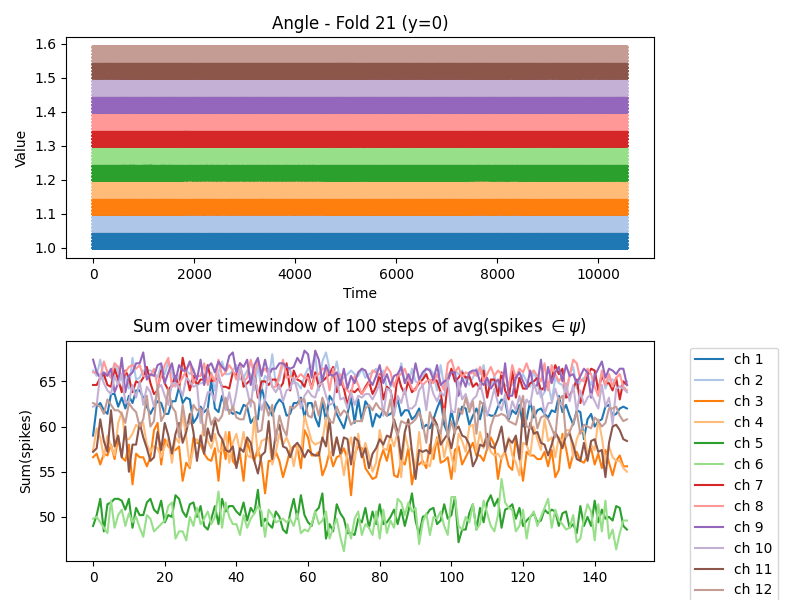 Angle - Fold 21 (y=0)
1.6
1.5
1.4
1.3
1.2
1.1
1.0
Value
0 2000 4000 6000 8000 10000
Time
Sum over timewindow of 100 steps of avg(spikes ∈ ψ)
65
60
55
50
Sum(spikes)
0 20 40 60 80 100 120 140
ch 1
ch 2
ch 3
ch 4
ch 5
ch 6
ch 7
ch 8
ch 9
ch 10
ch 11
ch 12